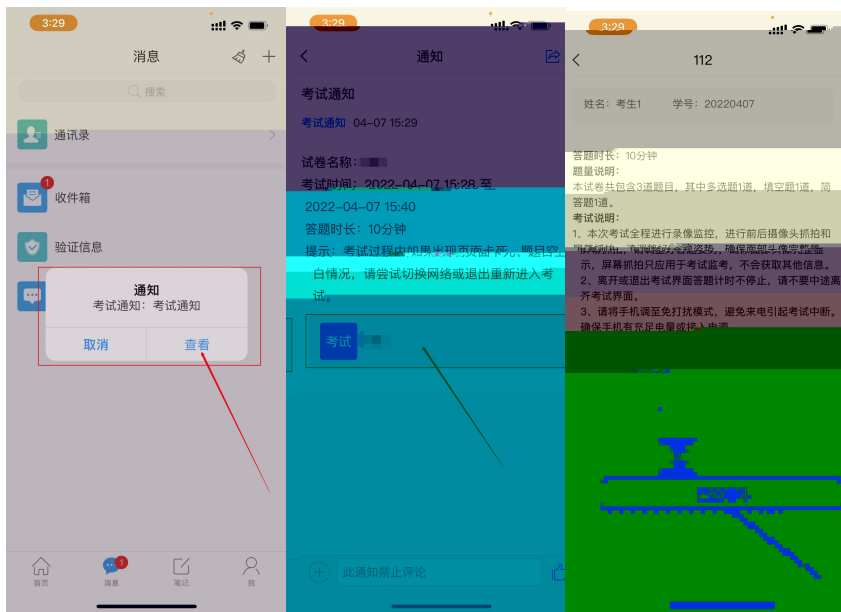 3:29
消息
搜索
通讯录
1
收件箱
验证信息
通知
考试通知：考试通知
取消
查看
首页
1
消息
笔记
我
3:29
通知
考试通知
考试通知 04-07 15:29
试卷名称：
考试时间：2022-04-07 15:28 至
2022-04-07 15:40
答题时长：10分钟
提示：考试过程中如果出现页面卡死、题目空
白情况，请尝试切换网络或退出重新进入考
试。
考试
此通知禁止评论
3:29
112
姓名：考生1 学号：20220407
答题时长：10分钟
题量说明：
本试卷共包含3道题目，其中多选题1道，填空题1道，简
答题1道。
考试说明：
1、本次考试全程进行录像监控，进行前后摄像头抓拍和
确保面部头像完整显
示，屏幕抓拍只应用于考试监考，不会获取其他信息。
2、离开或退出考试界面答题计时不停止，请不要中途离
开考试界面。
3、请将手机调至免打扰模式，避免来电引起考试中断。
确保手机有充足电量或接入电源